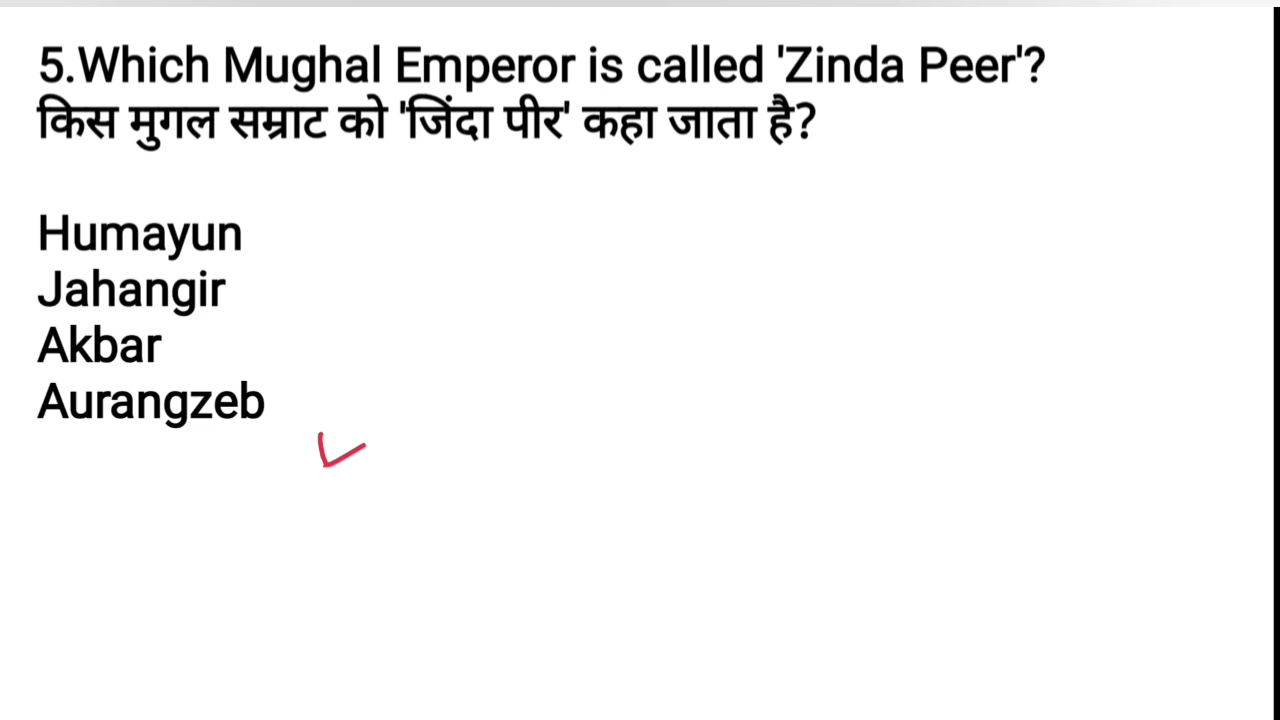 5.Which Mughal Emperor is called 'Zinda Peer'?
किस मुगल सम्राट को 'जिंदा पीर' कहा जाता है?
Humayun
Jahangir
Akbar
Aurangzeb